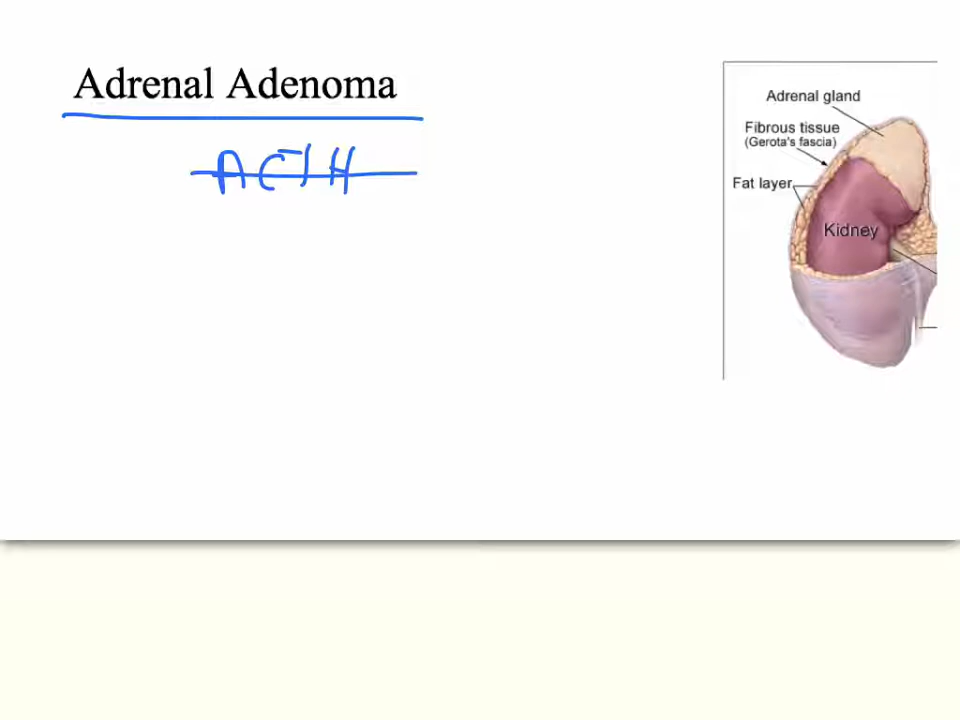 Adrenal Adenoma
ACTH
Adrenal gland
Fibrous tissue
(Gerota's fascia)
Fat layer
Kidney